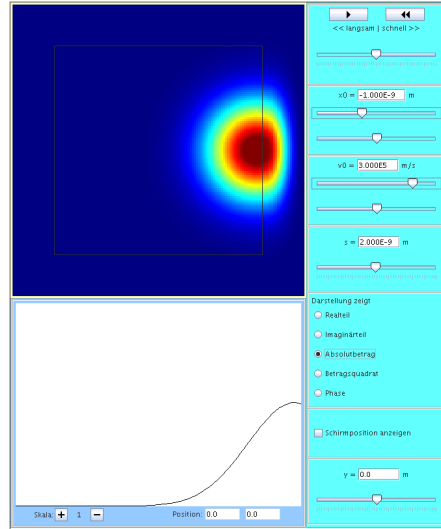 << langsam | schnell >>
x0 = -1.000E-9 m
v0 = 3.000E5 m/s
s = 2.000E-9 m
Darstellung zeigt
Realteil
Imaginärteil
Absolutbetrag
Betragsquadrat
Phase
Schirmposition anzeigen
y = 0.0 m
Skala: + 1 − Position: 0.0 0.0